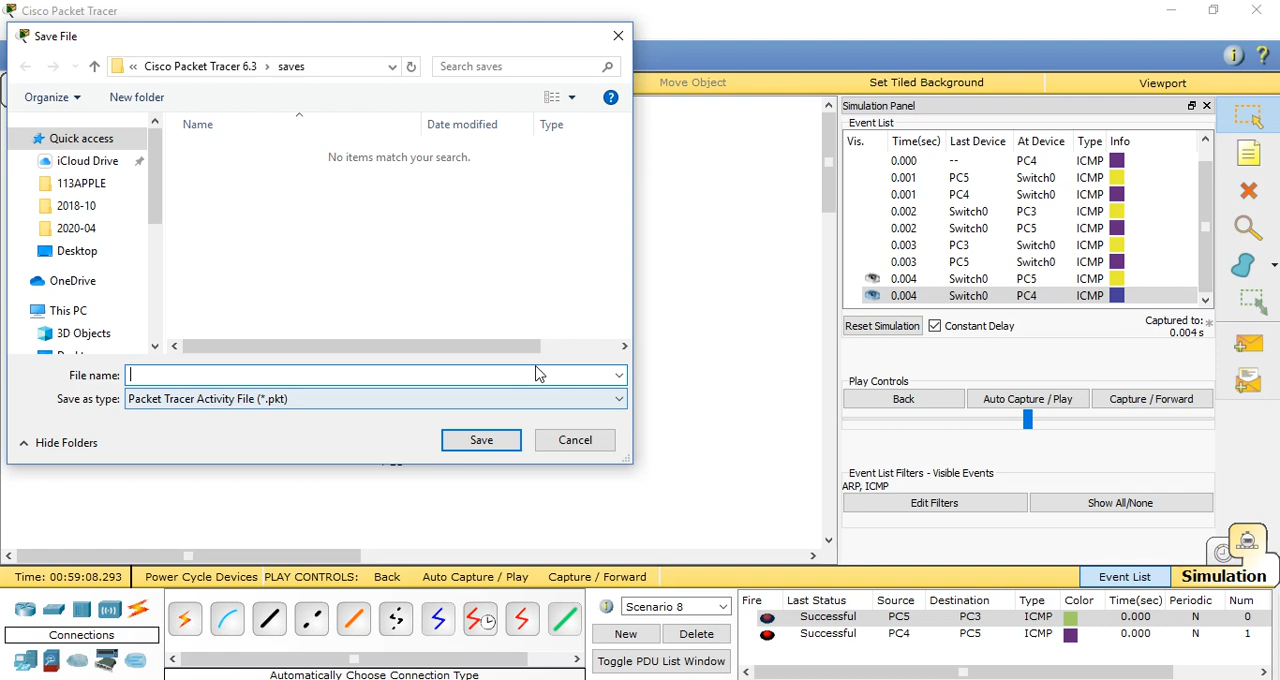 Cisco Packet Tracer
Save File
« Cisco Packet Tracer 6.3 › saves
Search saves
Organize
New folder
Name
Date modified
Type
No items match your search.
Quick access
iCloud Drive
113APPLE
2018-10
2020-04
Desktop
OneDrive
This PC
3D Objects
File name:
Save as type:
Packet Tracer Activity File (*.pkt)
Hide Folders
Save
Cancel
Move Object
Set Tiled Background
Viewport
Simulation Panel
Event List
Vis. Time(sec) Last Device At Device Type Info
0.000 -- PC4 ICMP
0.001 PC5 Switch0 ICMP
0.001 PC4 Switch0 ICMP
0.002 Switch0 PC3 ICMP
0.002 Switch0 PC5 ICMP
0.003 PC3 Switch0 ICMP
0.003 PC5 Switch0 ICMP
0.004 Switch0 PC5 ICMP
0.004 Switch0 PC4 ICMP
Reset Simulation
Constant Delay
Captured to: *
0.004 s
Play Controls
Back
Auto Capture / Play
Capture / Forward
Event List Filters - Visible Events
ARP, ICMP
Edit Filters
Show All/None
Time: 00:59:08.293
Power Cycle Devices
PLAY CONTROLS:
Back
Auto Capture / Play
Capture / Forward
Event List
Simulation
Connections
Automatically Choose Connection Type
Scenario 8
New
Delete
Toggle PDU List Window
Fire Last Status Source Destination Type Color Time(sec) Periodic Num
Successful PC5 PC3 ICMP 0.000 N 0
Successful PC4 PC5 ICMP 0.000 N 1